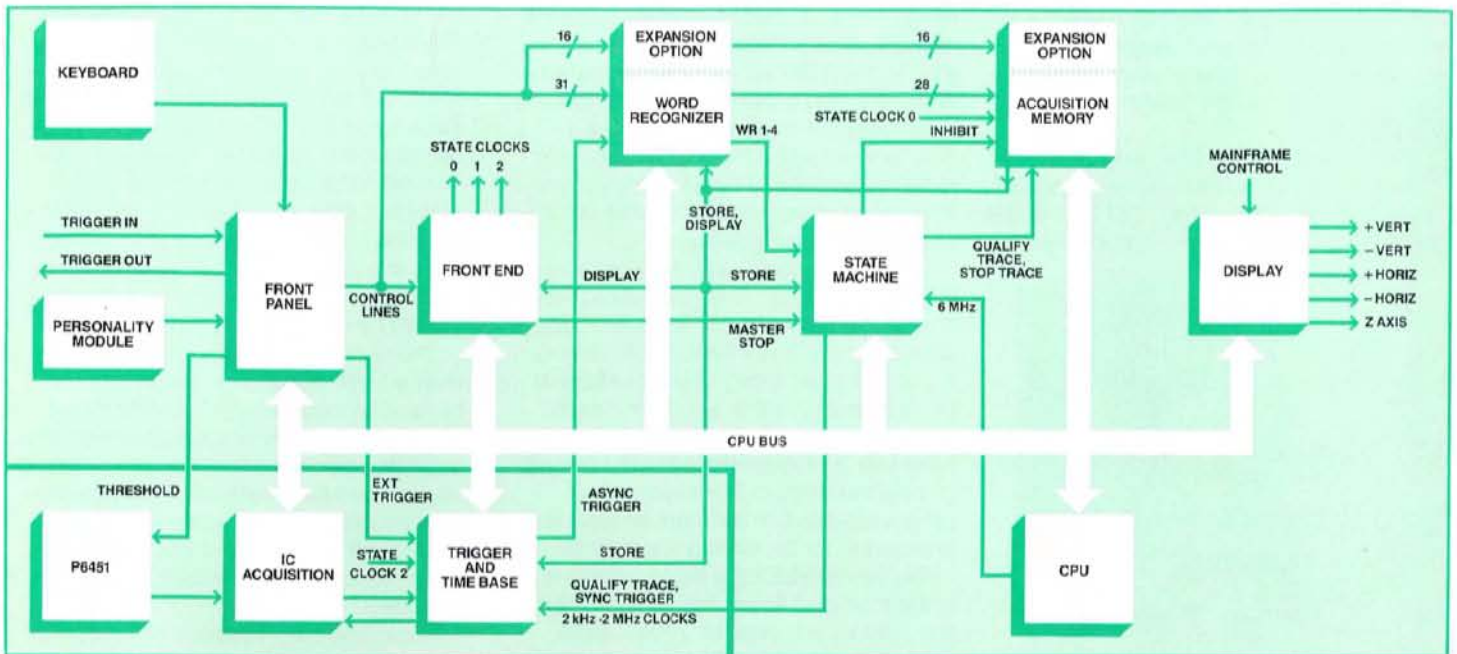 KEYBOARD
16
31
EXPANSION
OPTION
WORD
RECOGNIZER
16
28
STATE CLOCK 0
INHIBIT
EXPANSION
OPTION
ACQUISITION
MEMORY
WR 1-4
STATE CLOCKS
0 1 2
MAINFRAME
CONTROL
TRIGGER IN
TRIGGER OUT
FRONT
PANEL
PERSONALITY
MODULE
CONTROL
LINES
FRONT END
STORE,
DISPLAY
DISPLAY
STORE
MASTER
STOP
STATE
MACHINE
QUALIFY
TRACE,
STOP TRACE
6 MHz
DISPLAY
+ VERT
– VERT
+ HORIZ
– HORIZ
Z AXIS
CPU BUS
THRESHOLD
EXT
TRIGGER
ASYNC
TRIGGER
P6451
IC
ACQUISITION
STATE
CLOCK 2
TRIGGER
AND
TIME BASE
STORE
QUALIFY TRACE,
SYNC TRIGGER
2 kHz -2 MHz CLOCKS
CPU